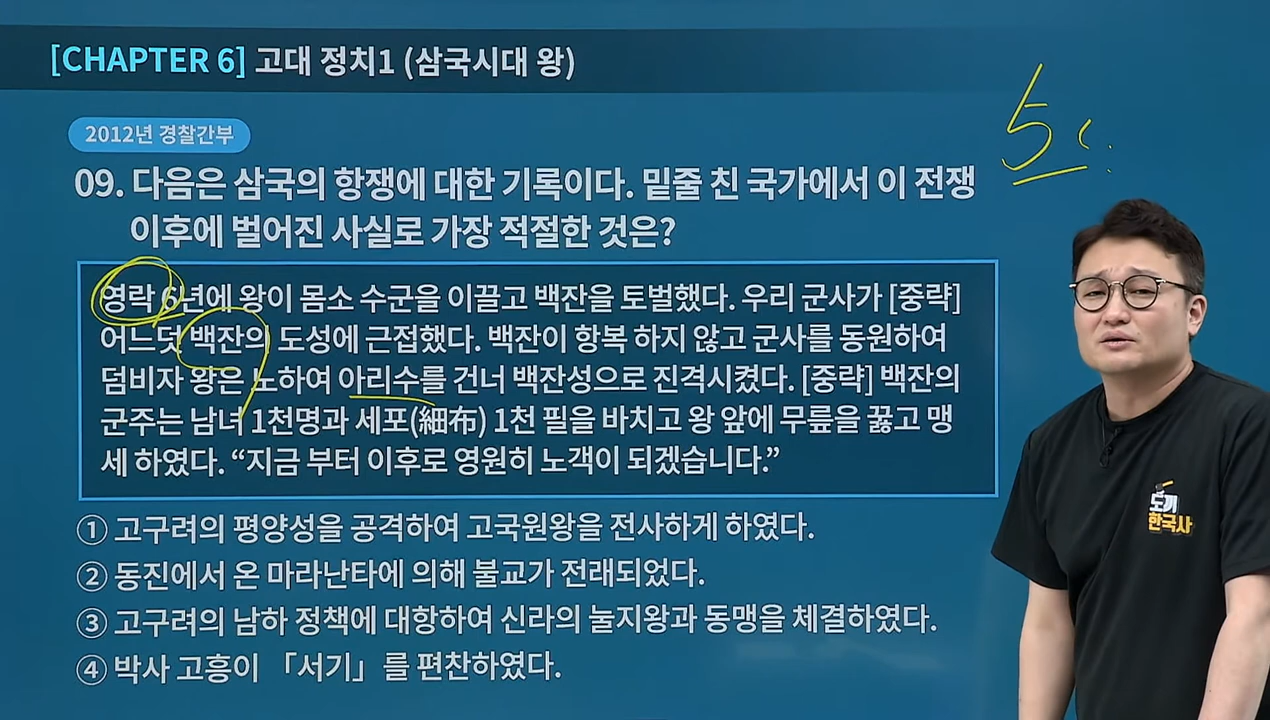 [CHAPTER 6] 고대 정치1 (삼국시대 왕)
2012년 경찰간부
09. 다음은 삼국의 항쟁에 대한 기록이다. 밑줄 친 국가에서 이 전쟁
이후에 벌어진 사실로 가장 적절한 것은?
영락 6년에 왕이 몸소 수군을 이끌고 백잔을 토벌했다. 우리 군사가 [중략]
어느덧 백잔의 도성에 근접했다. 백잔이 항복 하지 않고 군사를 동원하여
덤비자 왕은 노하여 아리수를 건너 백잔성으로 진격시켰다. [중략] 백잔의
군주는 남녀 1천명과 세포(細布) 1천 필을 바치고 왕 앞에 무릎을 꿇고 맹
세 하였다. “지금 부터 이후로 영원히 노객이 되겠습니다.”
① 고구려의 평양성을 공격하여 고국원왕을 전사하게 하였다.
② 동진에서 온 마라난타에 의해 불교가 전래되었다.
③ 고구려의 남하 정책에 대항하여 신라의 눌지왕과 동맹을 체결하였다.
④ 박사 고흥이 「서기」를 편찬하였다.
5c
도끼
한국사